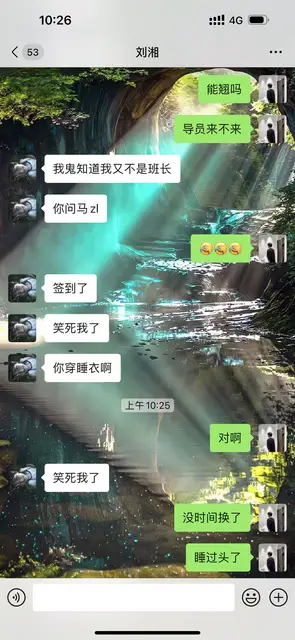 10:26
4G
53
刘湘
能翘吗
导员来不来
我鬼知道我又不是班长
你问马zl
签到了
笑死我了
你穿睡衣啊
上午10:25
对啊
笑死我了
没时间换了
睡过头了